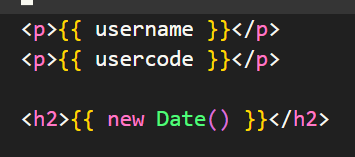 <p>{{ username }}</p>
<p>{{ usercode }}</p>
<h2>{{ new Date() }}</h2>